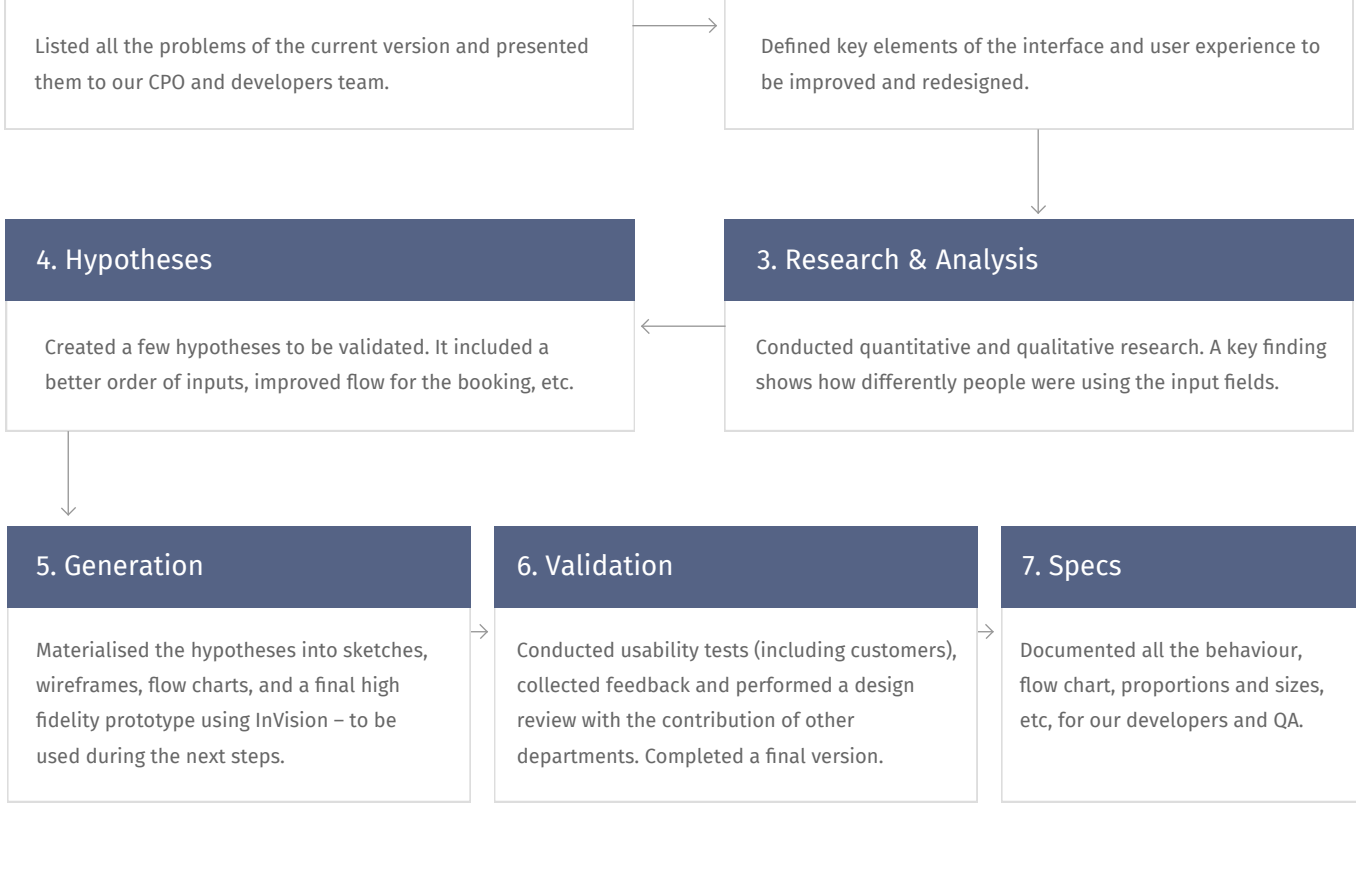 Listed all the problems of the current version and presented
them to our CPO and developers team.
Defined key elements of the interface and user experience to
be improved and redesigned.
3. Research & Analysis
Conducted quantitative and qualitative research. A key finding
shows how differently people were using the input fields.
4. Hypotheses
Created a few hypotheses to be validated. It included a
better order of inputs, improved flow for the booking, etc.
5. Generation
Materialised the hypotheses into sketches,
wireframes, flow charts, and a final high
fidelity prototype using InVision – to be
used during the next steps.
6. Validation
Conducted usability tests (including customers),
collected feedback and performed a design
review with the contribution of other
departments. Completed a final version.
7. Specs
Documented all the behaviour,
flow chart, proportions and sizes,
etc, for our developers and QA.